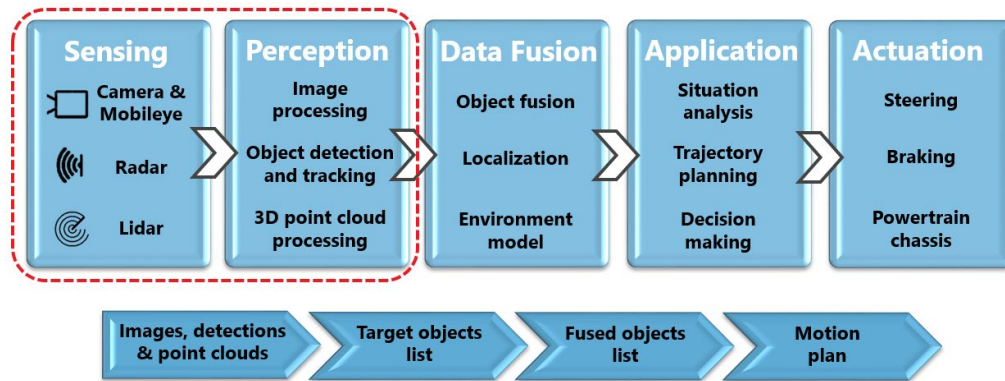 Sensing
Camera &
Mobileye
Radar
Lidar
Perception
Image
processing
Object detection
and tracking
3D point cloud
processing
Data Fusion
Object fusion
Localization
Environment
model
Application
Situation
analysis
Trajectory
planning
Decision
making
Actuation
Steering
Braking
Powertrain
chassis
Images, detections
& point clouds
Target objects
list
Fused objects
list
Motion
plan